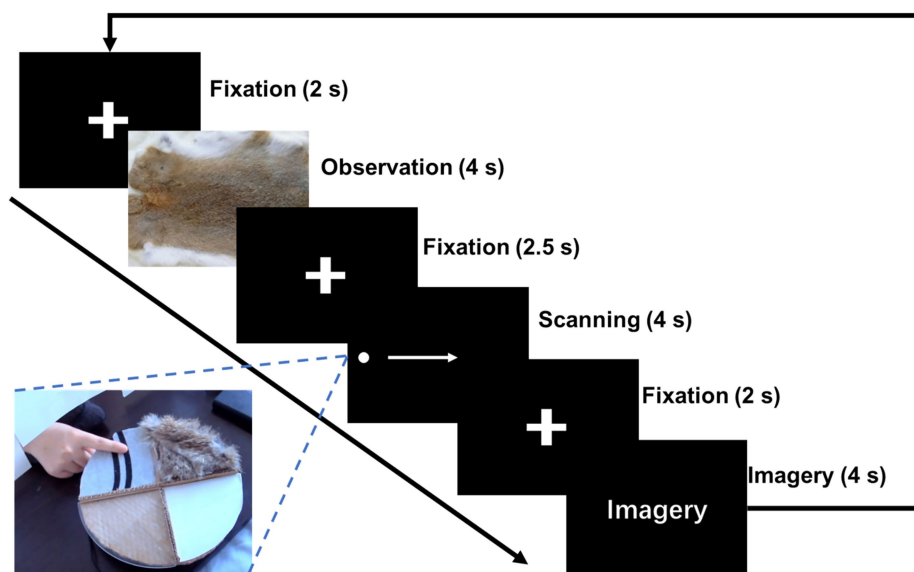 Fixation (2 s)
Observation (4 s)
Fixation (2.5 s)
Scanning (4 s)
Fixation (2 s)
Imagery (4 s)
Imagery